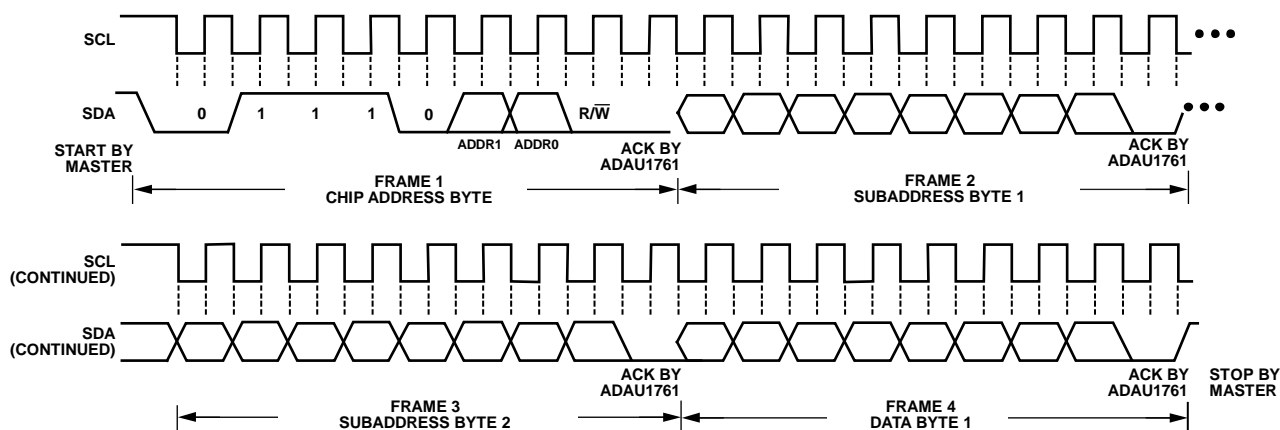 SCL
SDA
0 1 1 1 0 R/W̅
ADDR1 ADDR0
START BY
MASTER
ACK BY
ADAU1761
ACK BY
ADAU1761
FRAME 1
CHIP ADDRESS BYTE
FRAME 2
SUBADDRESS BYTE 1
SCL
(CONTINUED)
SDA
(CONTINUED)
ACK BY
ADAU1761
ACK BY
ADAU1761
STOP BY
MASTER
FRAME 3
SUBADDRESS BYTE 2
FRAME 4
DATA BYTE 1